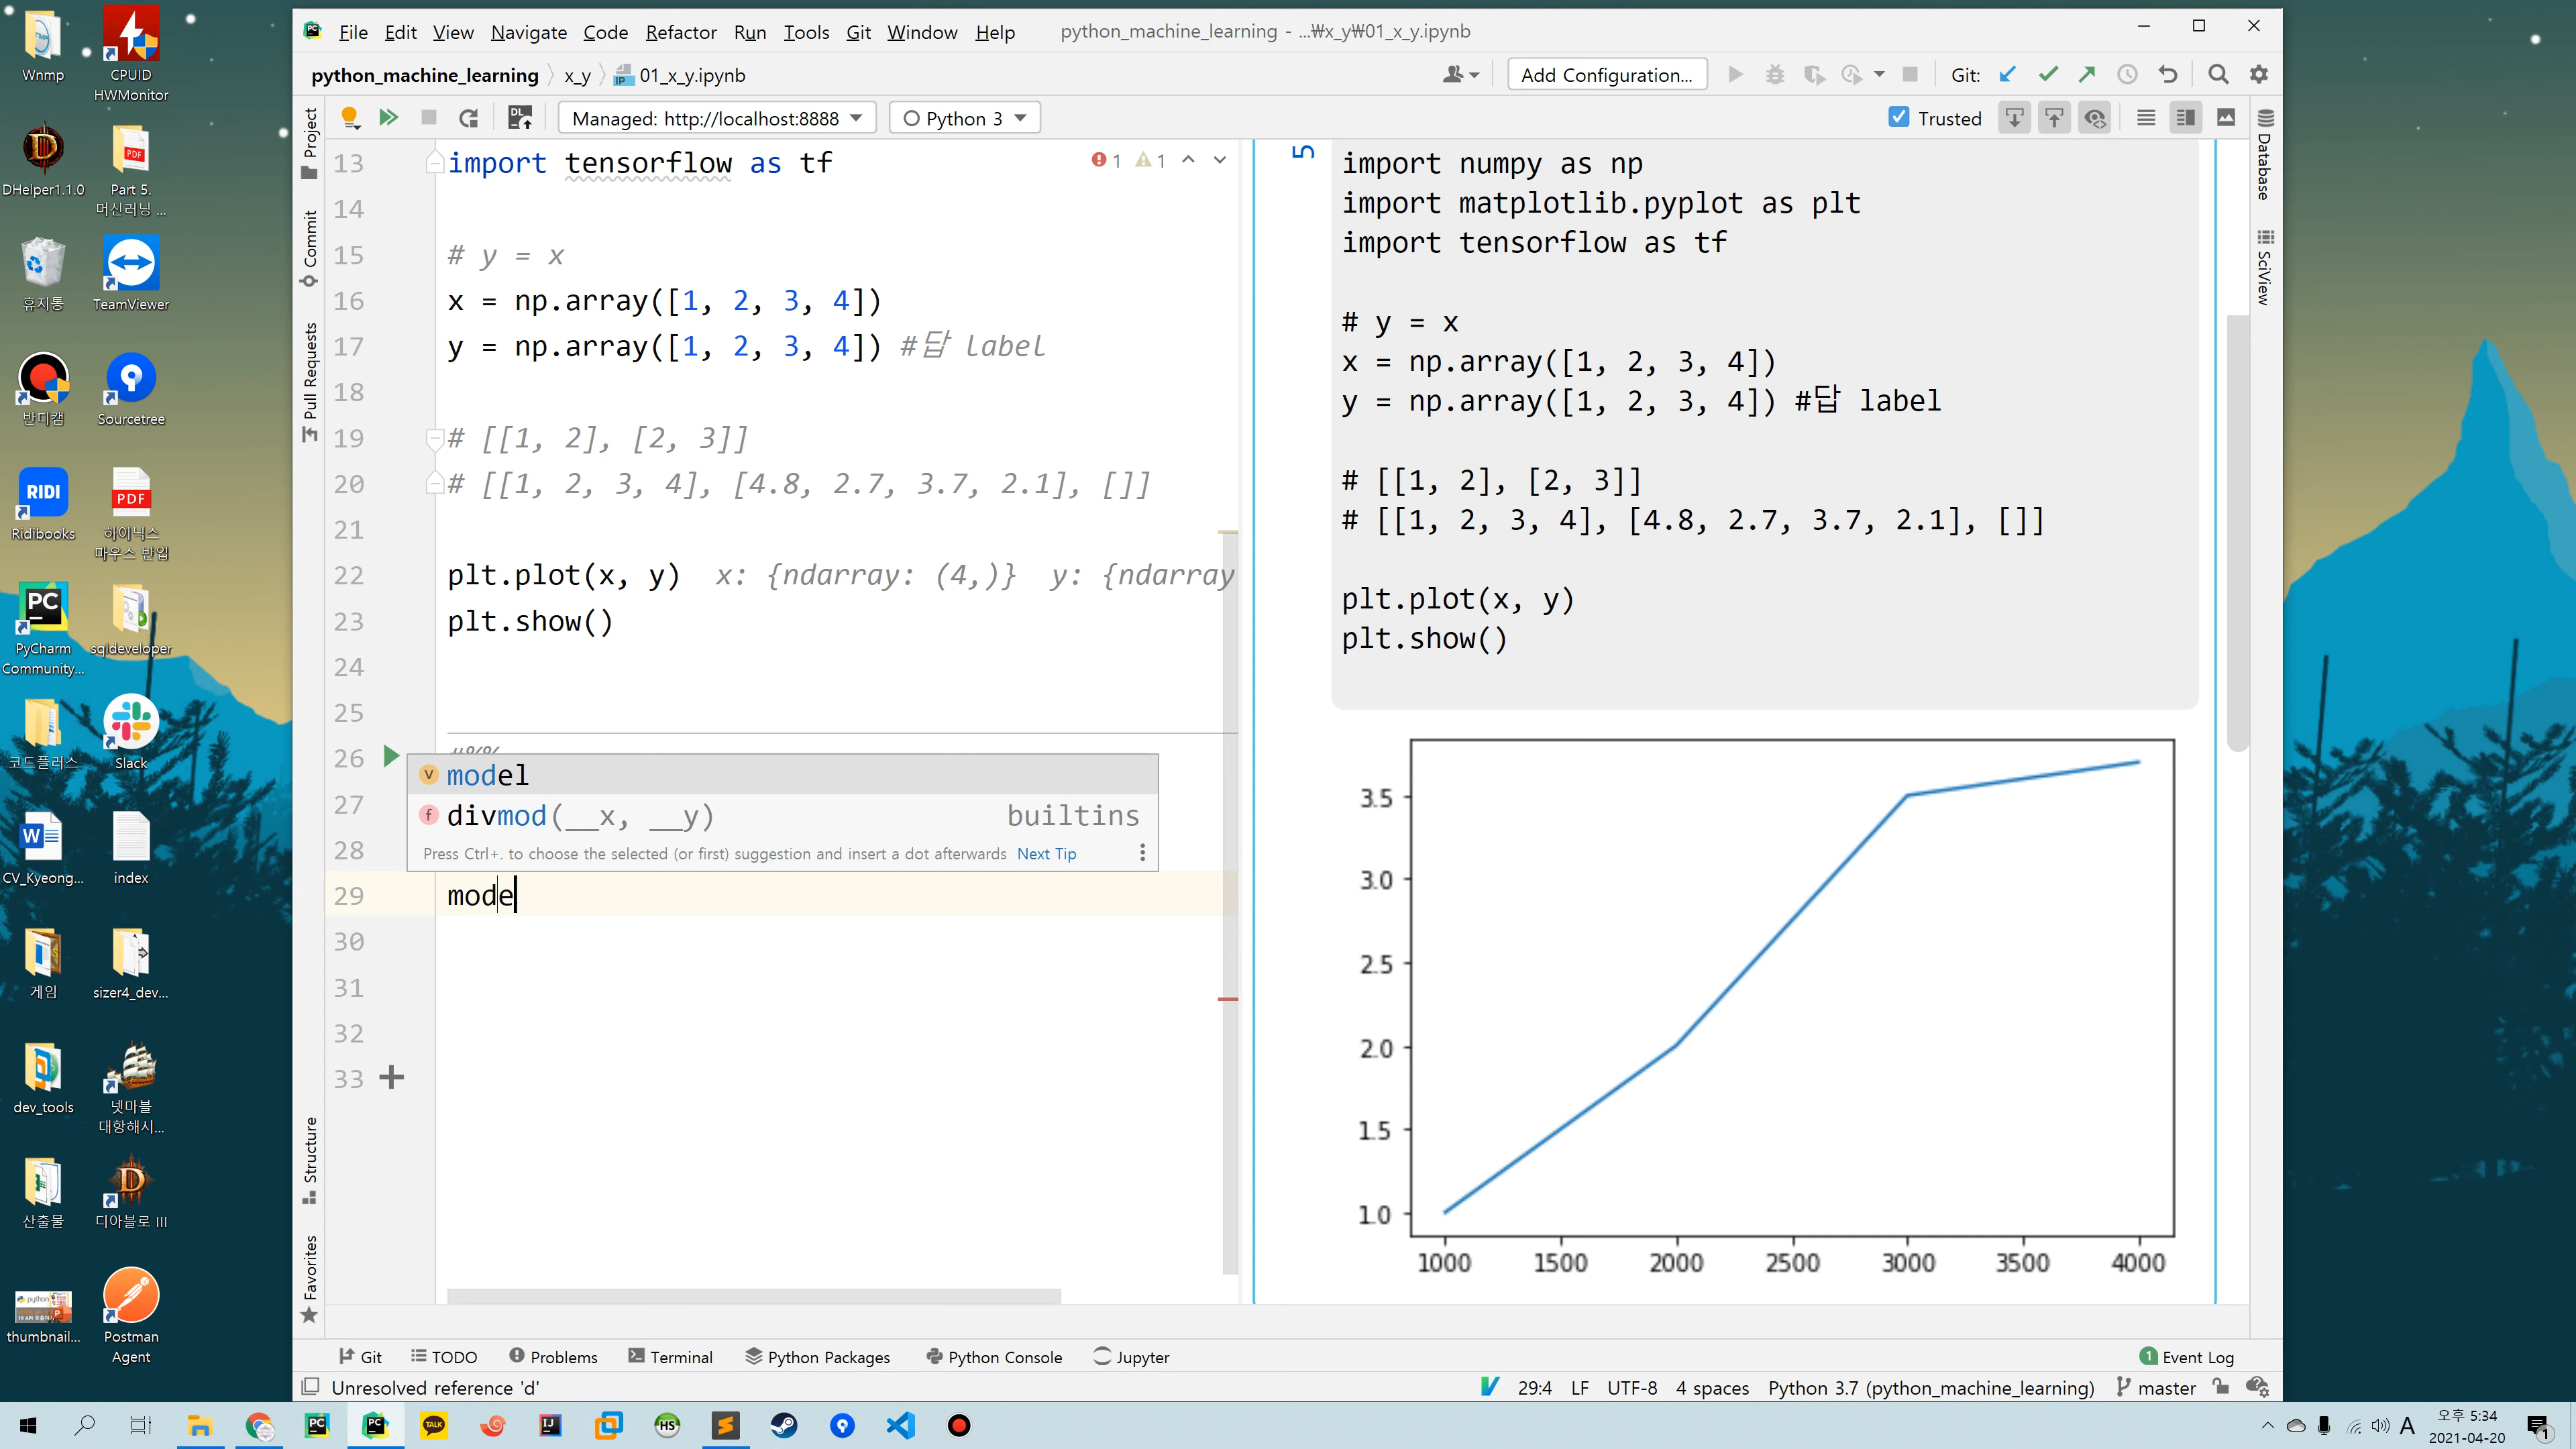 Wnmp
CPUID
HWMonitor
DHelper1.1.0
Part 5.
머신러닝 ...
휴지통
TeamViewer
반디캠
Sourcetree
RIDI
Ridibooks
PDF
하이닉스
마우스 반입
PC
PyCharm
Community...
sqldeveloper
코드플러스
Slack
CV_Kyeong...
index
게임
sizer4_dev...
dev_tools
넷마블
대항해시...
산출물
디아블로 III
thumbnail...
Postman
Agent
File Edit View Navigate Code Refactor Run Tools Git Window Help
python_machine_learning - ...₩x_y₩01_x_y.ipynb
python_machine_learning x_y 01_x_y.ipynb
Add Configuration...
Git:
Managed: http://localhost:8888
Python 3
Trusted
Project
Commit
Pull Requests
Structure
Favorites
Database
SciView
1 1
13 import tensorflow as tf
14
15 # y = x
16 x = np.array([1, 2, 3, 4])
17 y = np.array([1, 2, 3, 4]) #답 label
18
19 # [[1, 2], [2, 3]]
20 # [[1, 2, 3, 4], [4.8, 2.7, 3.7, 2.1], []]
21
22 plt.plot(x, y) x: {ndarray: (4,)} y: {ndarray
23 plt.show()
24
25
26 #%%
27
28
29 mode
30
31
32
33
model
divmod(__x, __y) builtins
Press Ctrl+. to choose the selected (or first) suggestion and insert a dot afterwards Next Tip
5
import numpy as np
import matplotlib.pyplot as plt
import tensorflow as tf
# y = x
x = np.array([1, 2, 3, 4])
y = np.array([1, 2, 3, 4]) #답 label
# [[1, 2], [2, 3]]
# [[1, 2, 3, 4], [4.8, 2.7, 3.7, 2.1], []]
plt.plot(x, y)
plt.show()
3.5
3.0
2.5
2.0
1.5
1.0
1000 1500 2000 2500 3000 3500 4000
Git TODO Problems Terminal Python Packages Python Console Jupyter
1 Event Log
Unresolved reference 'd'
29:4 LF UTF-8 4 spaces Python 3.7 (python_machine_learning) master
A
오후 5:34
2021-04-20
1